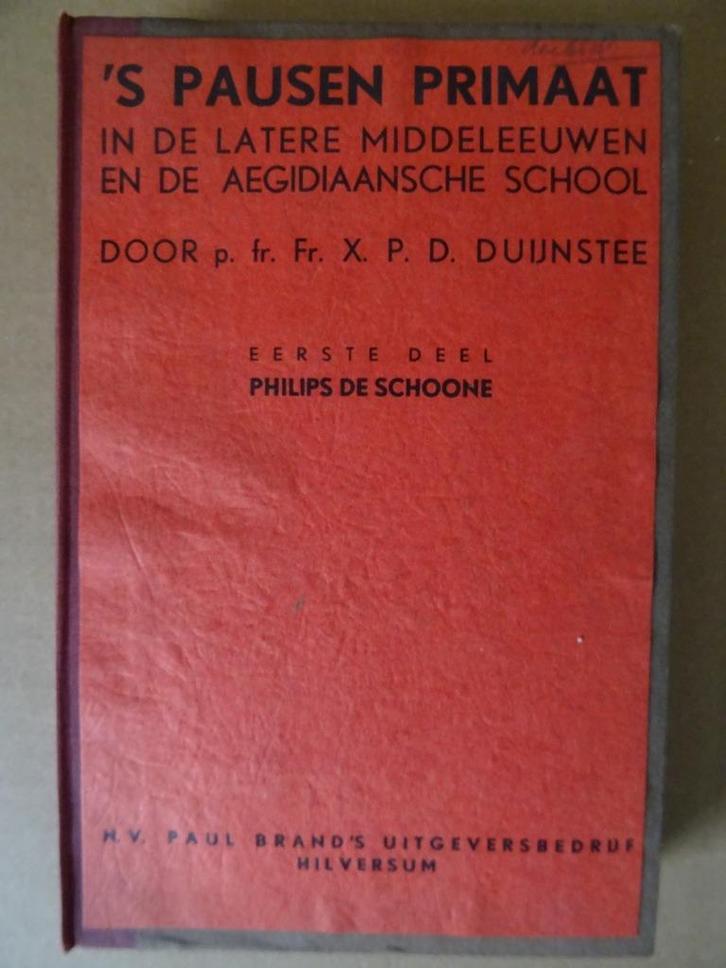 'S PAUSEN PRIMAAT
IN DE LATERE MIDDELEEUWEN
EN DE AEGIDIAANSCHE SCHOOL
DOOR p. fr. Fr. X. P. D. DUIJNSTEE
EERSTE DEEL
PHILIPS DE SCHOONE
N.V. PAUL BRAND'S UITGEVERSBEDRIJF
HILVERSUM